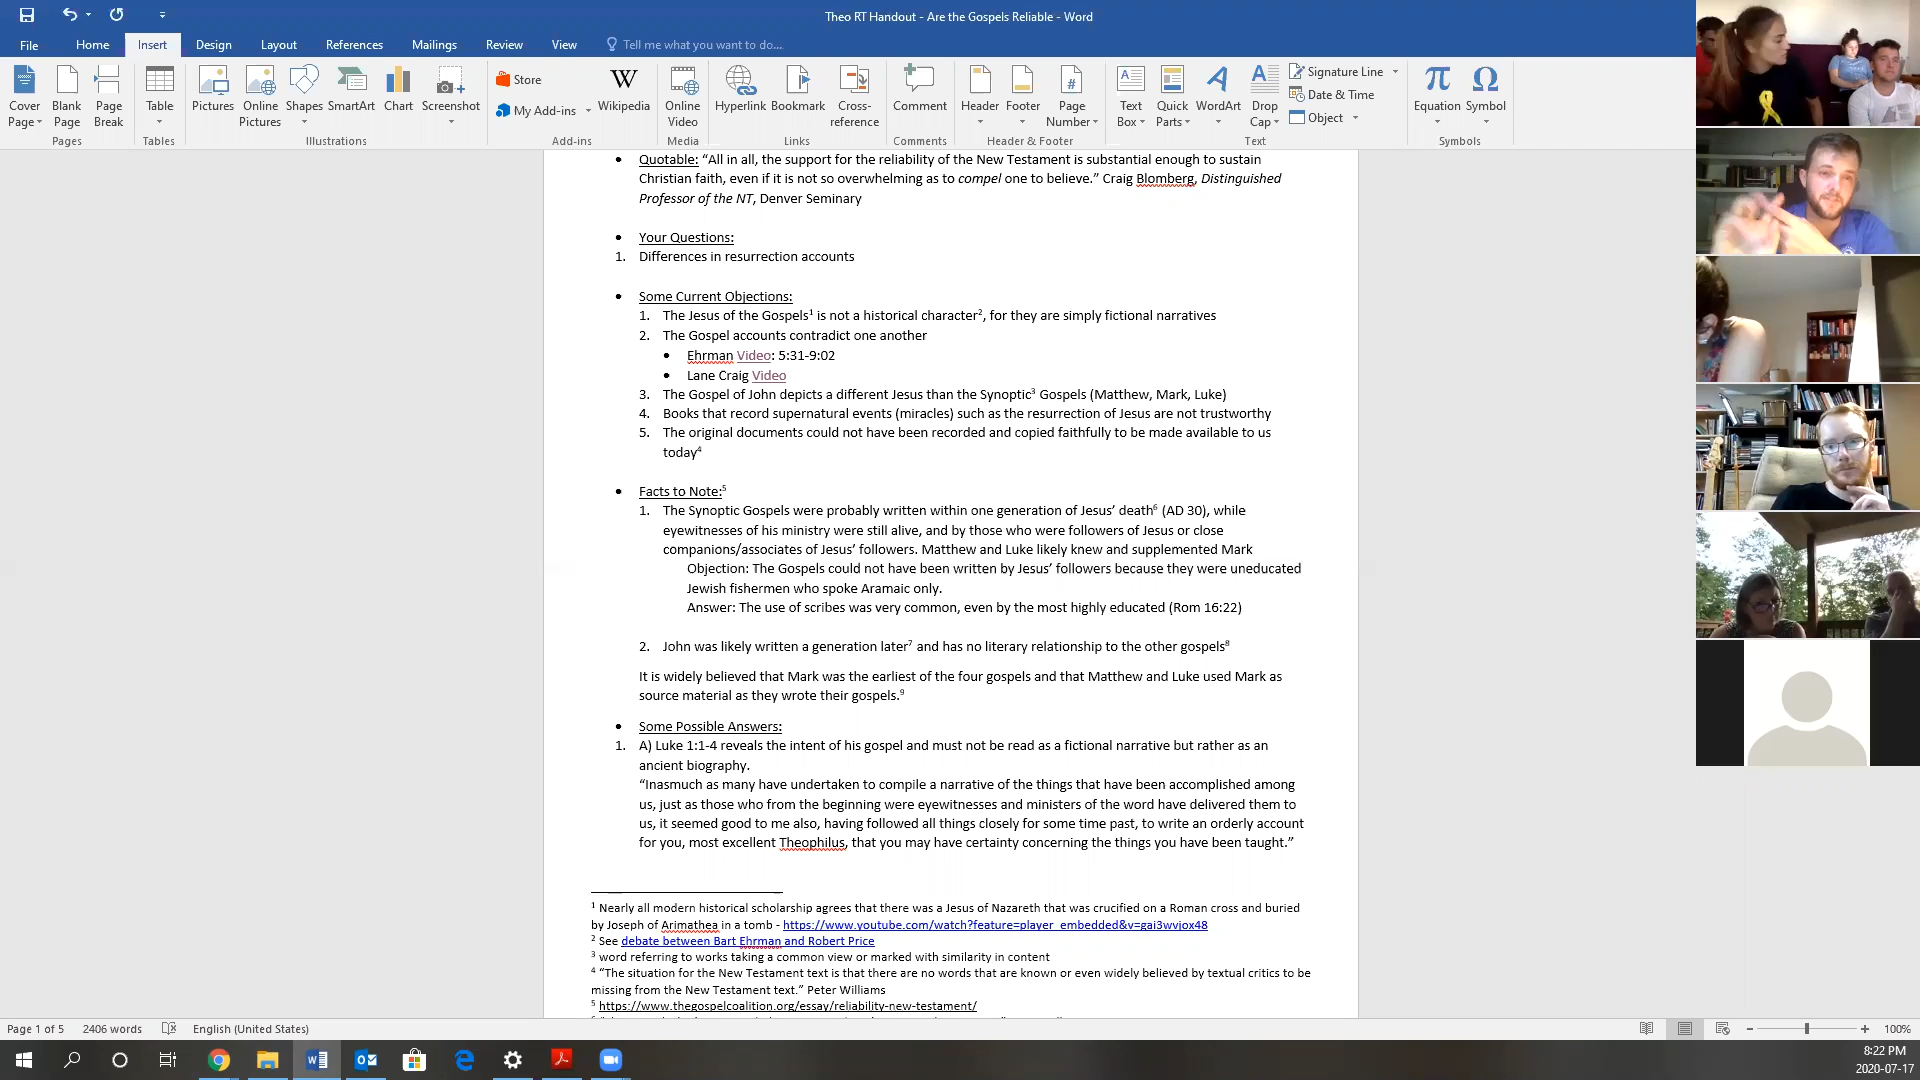 Theo RT Handout - Are the Gospels Reliable - Word
File Home Insert Design Layout References Mailings Review View Tell me what you want to do...
Cover Page Blank Page Page Break Table Pictures Online Pictures Shapes SmartArt Chart Screenshot Store My Add-ins Wikipedia Online Video Hyperlink Bookmark Cross-reference Comment Header Footer Page Number Text Box Quick Parts WordArt Drop Cap Signature Line Date & Time Object Equation Symbol
Pages Tables Illustrations Add-ins Media Links Comments Header & Footer Text Symbols
• Quotable: “All in all, the support for the reliability of the New Testament is substantial enough to sustain
Christian faith, even if it is not so overwhelming as to compel one to believe.” Craig Blomberg, Distinguished
Professor of the NT, Denver Seminary
• Your Questions:
1. Differences in resurrection accounts
• Some Current Objections:
1. The Jesus of the Gospels¹ is not a historical character², for they are simply fictional narratives
2. The Gospel accounts contradict one another
• Ehrman Video: 5:31-9:02
• Lane Craig Video
3. The Gospel of John depicts a different Jesus than the Synoptic³ Gospels (Matthew, Mark, Luke)
4. Books that record supernatural events (miracles) such as the resurrection of Jesus are not trustworthy
5. The original documents could not have been recorded and copied faithfully to be made available to us
today⁴
• Facts to Note:⁵
1. The Synoptic Gospels were probably written within one generation of Jesus’ death⁶ (AD 30), while
eyewitnesses of his ministry were still alive, and by those who were followers of Jesus or close
companions/associates of Jesus’ followers. Matthew and Luke likely knew and supplemented Mark
Objection: The Gospels could not have been written by Jesus’ followers because they were uneducated
Jewish fishermen who spoke Aramaic only.
Answer: The use of scribes was very common, even by the most highly educated (Rom 16:22)
2. John was likely written a generation later⁷ and has no literary relationship to the other gospels⁸
It is widely believed that Mark was the earliest of the four gospels and that Matthew and Luke used Mark as
source material as they wrote their gospels.⁹
• Some Possible Answers:
1. A) Luke 1:1-4 reveals the intent of his gospel and must not be read as a fictional narrative but rather as an
ancient biography.
“Inasmuch as many have undertaken to compile a narrative of the things that have been accomplished among
us, just as those who from the beginning were eyewitnesses and ministers of the word have delivered them to
us, it seemed good to me also, having followed all things closely for some time past, to write an orderly account
for you, most excellent Theophilus, that you may have certainty concerning the things you have been taught.”
¹ Nearly all modern historical scholarship agrees that there was a Jesus of Nazareth that was crucified on a Roman cross and buried
by Joseph of Arimathea in a tomb - https://www.youtube.com/watch?feature=player_embedded&v=gai3wvjox48
² See debate between Bart Ehrman and Robert Price
³ word referring to works taking a common view or marked with similarity in content
⁴ “The situation for the New Testament text is that there are no words that are known or even widely believed by textual critics to be
missing from the New Testament text.” Peter Williams
⁵ https://www.thegospelcoalition.org/essay/reliability-new-testament/
Page 1 of 5 2406 words English (United States) 100%
8:22 PM
2020-07-17